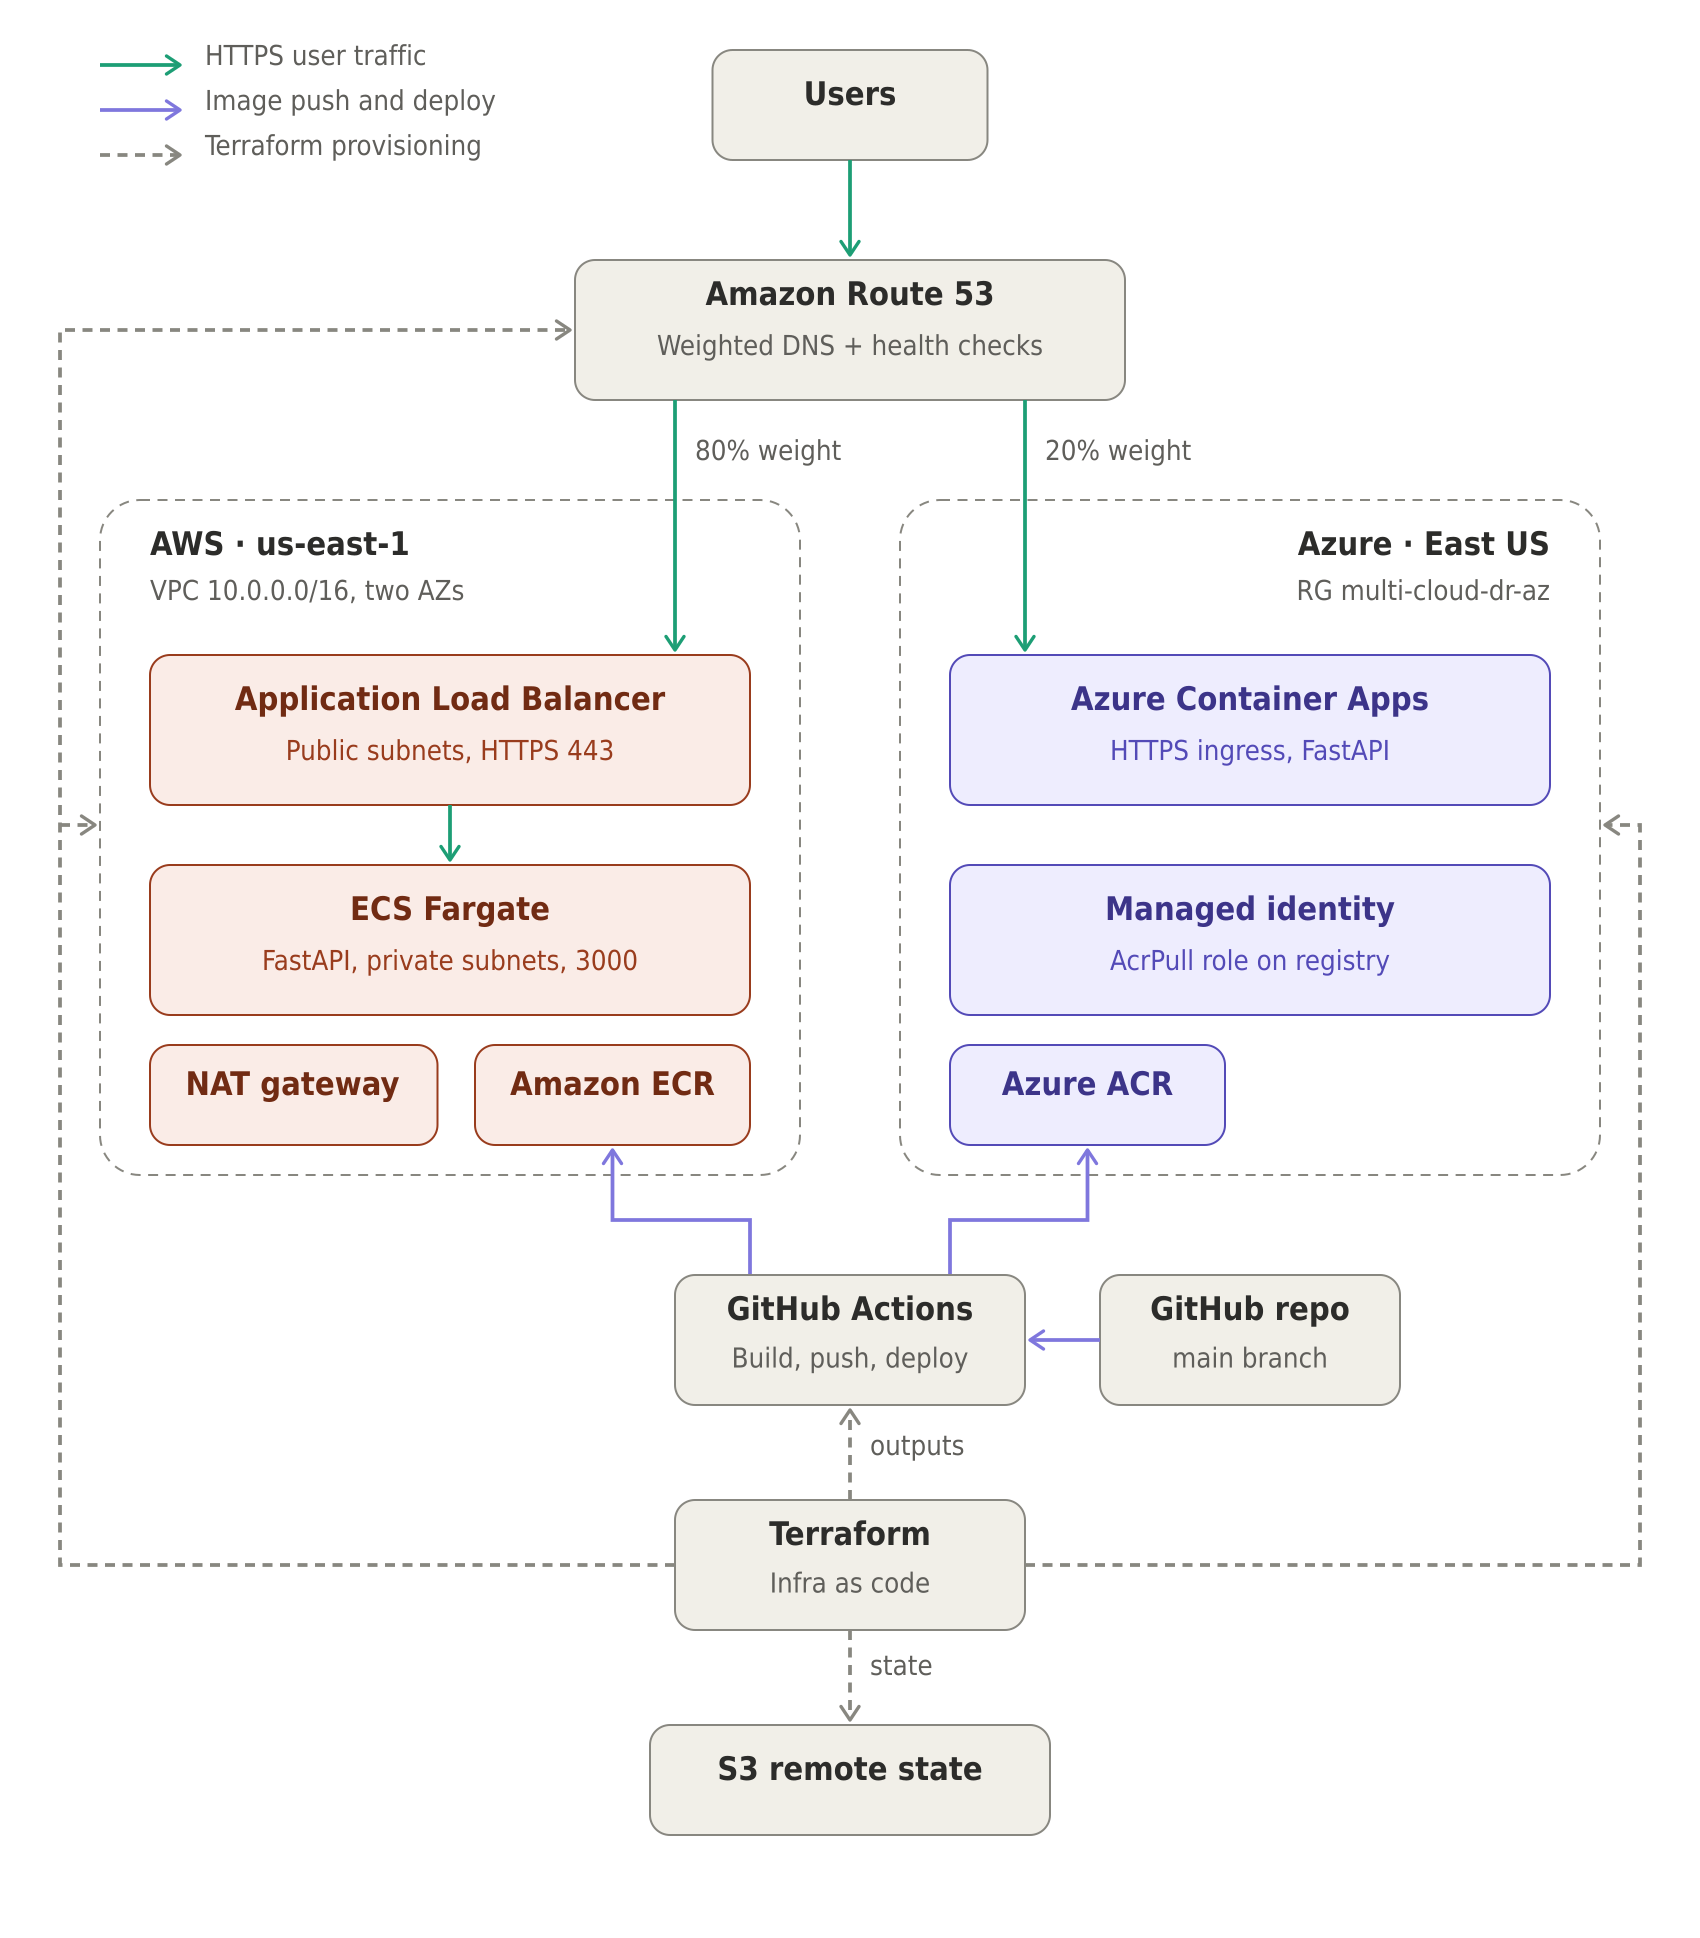 HTTPS user traffic
Image push and deploy
Terraform provisioning
Users
Amazon Route 53
Weighted DNS + health checks
80% weight
20% weight
AWS · us-east-1
VPC 10.0.0.0/16, two AZs
Azure · East US
RG multi-cloud-dr-az
Application Load Balancer
Public subnets, HTTPS 443
Azure Container Apps
HTTPS ingress, FastAPI
ECS Fargate
FastAPI, private subnets, 3000
Managed identity
AcrPull role on registry
NAT gateway
Amazon ECR
Azure ACR
GitHub Actions
Build, push, deploy
GitHub repo
main branch
outputs
Terraform
Infra as code
state
S3 remote state